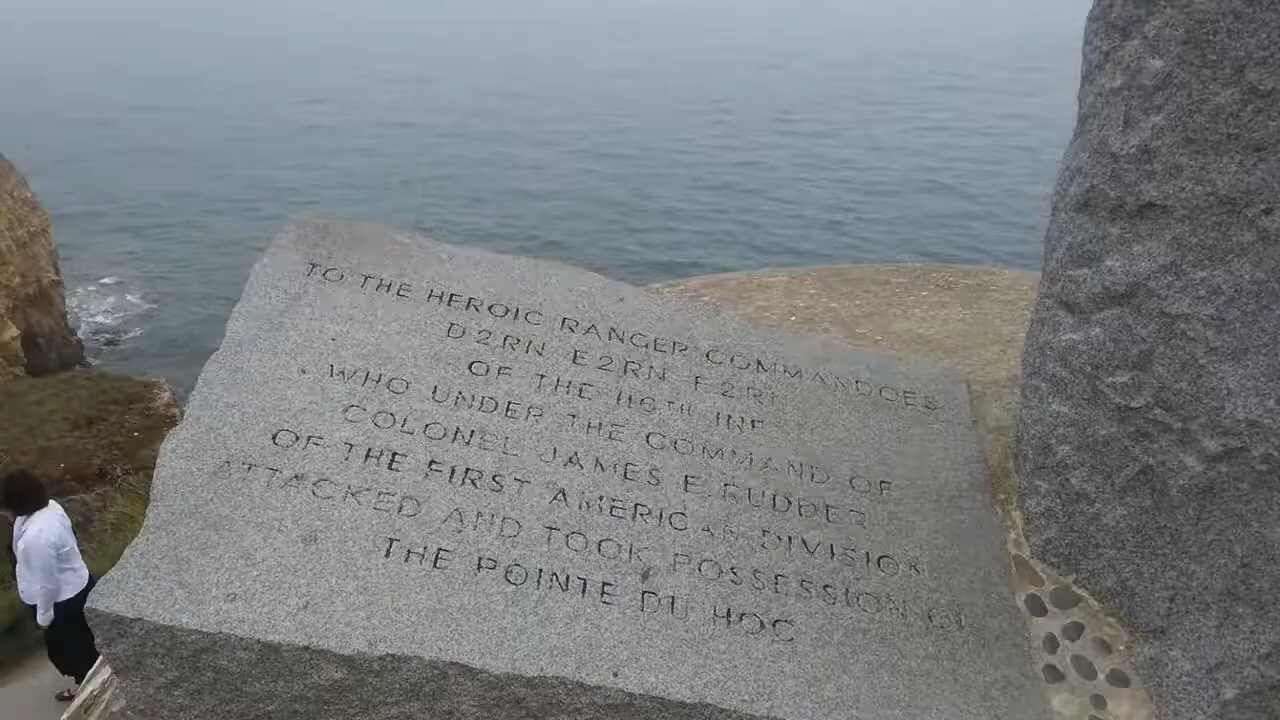 TO THE HEROIC RANGER COMMANDOES
D2RN E2RN F2RN
OF THE 116TH INF
WHO UNDER THE COMMAND OF
COLONEL JAMES E. RUDDER
OF THE FIRST AMERICAN DIVISION
ATTACKED AND TOOK POSSESSION OF
THE POINTE DU HOC